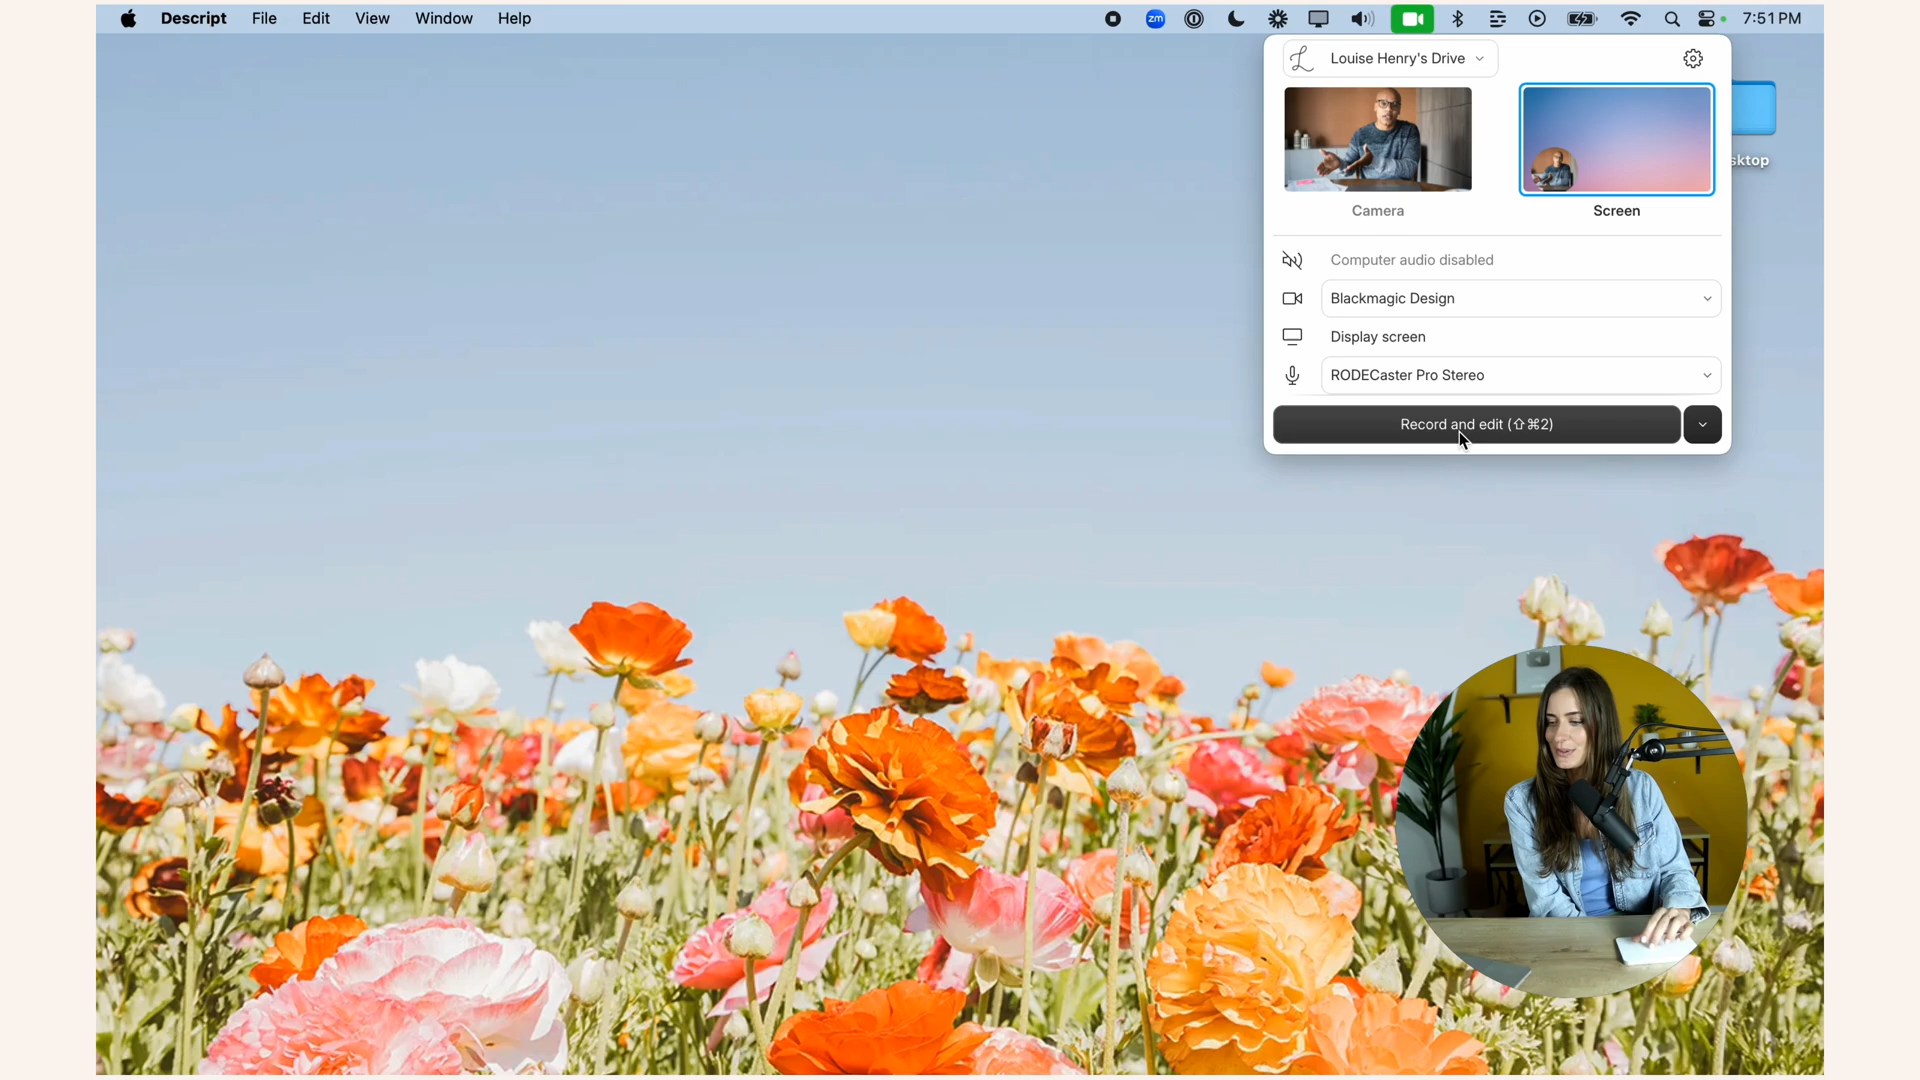 Descript File Edit View Window Help zm 7:51 PM
Louise Henry's Drive
Camera Screen
sktop
Computer audio disabled
Blackmagic Design
Display screen
RODECaster Pro Stereo
Record and edit (⇧⌘2)